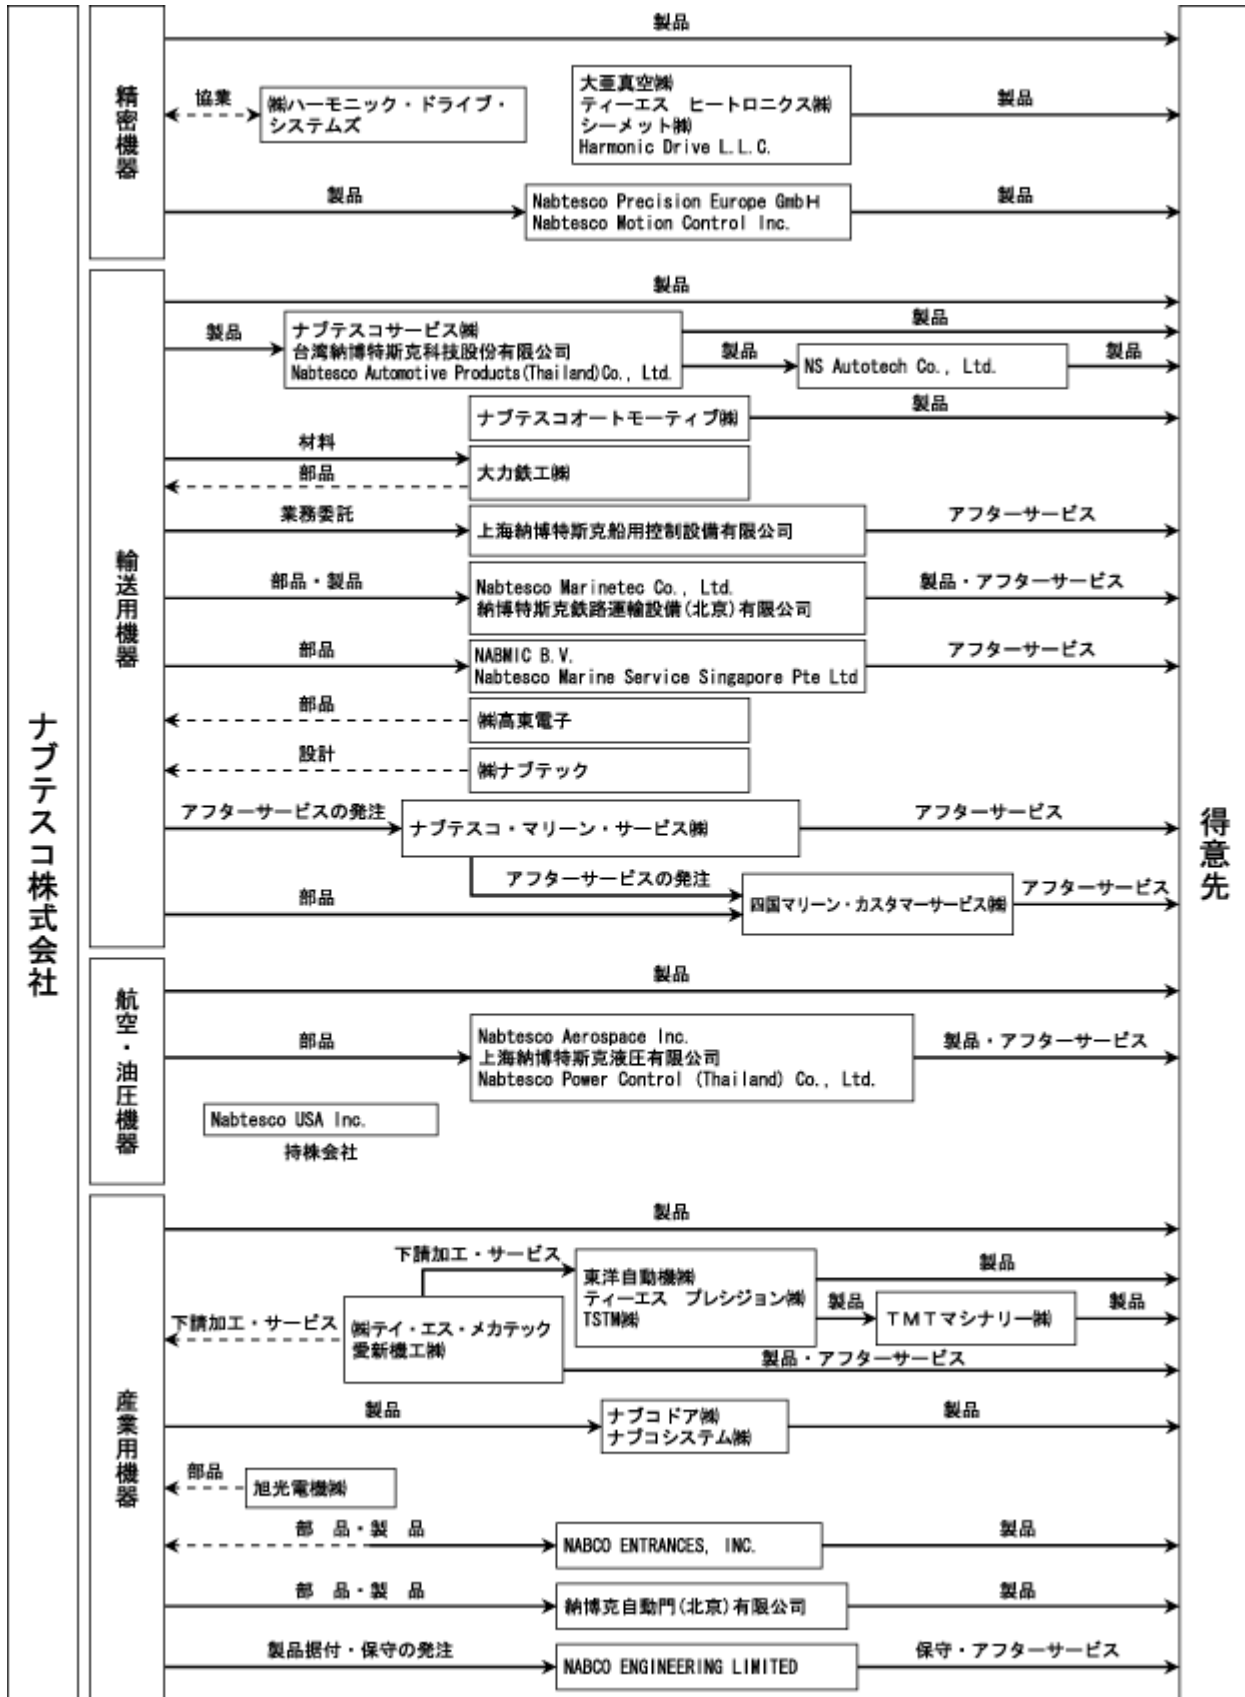 ナブテスコ株式会社
精密機器
製品
協業
㈱ハーモニック・ドライブ・
システムズ
大亜真空㈱
ティーエス　ヒートロニクス㈱
シーメット㈱
Harmonic Drive L.L.C.
製品
製品
Nabtesco Precision Europe GmbH
Nabtesco Motion Control Inc.
製品
輸送用機器
製品
製品
ナブテスコサービス㈱
台湾納博特斯克科技股份有限公司
Nabtesco Automotive Products(Thailand)Co., Ltd.
製品
製品
NS Autotech Co., Ltd.
製品
ナブテスコオートモーティブ㈱
製品
材料
部品
大力鉄工㈱
業務委託
上海納博特斯克船用控制設備有限公司
アフターサービス
部品・製品
Nabtesco Marinetec Co., Ltd.
納博特斯克鉄路運輸設備(北京)有限公司
製品・アフターサービス
部品
NABMIC B.V.
Nabtesco Marine Service Singapore Pte Ltd
アフターサービス
部品
㈱高東電子
設計
㈱ナブテック
アフターサービスの発注
ナブテスコ・マリーン・サービス㈱
アフターサービス
アフターサービスの発注
部品
四国マリーン・カスタマーサービス㈱
アフターサービス
航空・油圧機器
製品
部品
Nabtesco Aerospace Inc.
上海納博特斯克液圧有限公司
Nabtesco Power Control (Thailand) Co., Ltd.
製品・アフターサービス
Nabtesco USA Inc.
持株会社
産業用機器
製品
下請加工・サービス
東洋自動機㈱
ティーエス　プレシジョン㈱
TSTM㈱
製品
製品
ＴＭＴマシナリー㈱
製品
下請加工・サービス
㈱テイ・エス・メカテック
愛新機工㈱
製品・アフターサービス
製品
ナブコドア㈱
ナブコシステム㈱
製品
部品
旭光電機㈱
部　品・製　品
NABCO ENTRANCES, INC.
製品
部　品・製　品
納博克自動門(北京)有限公司
製品
製品据付・保守の発注
NABCO ENGINEERING LIMITED
保守・アフターサービス
得意先